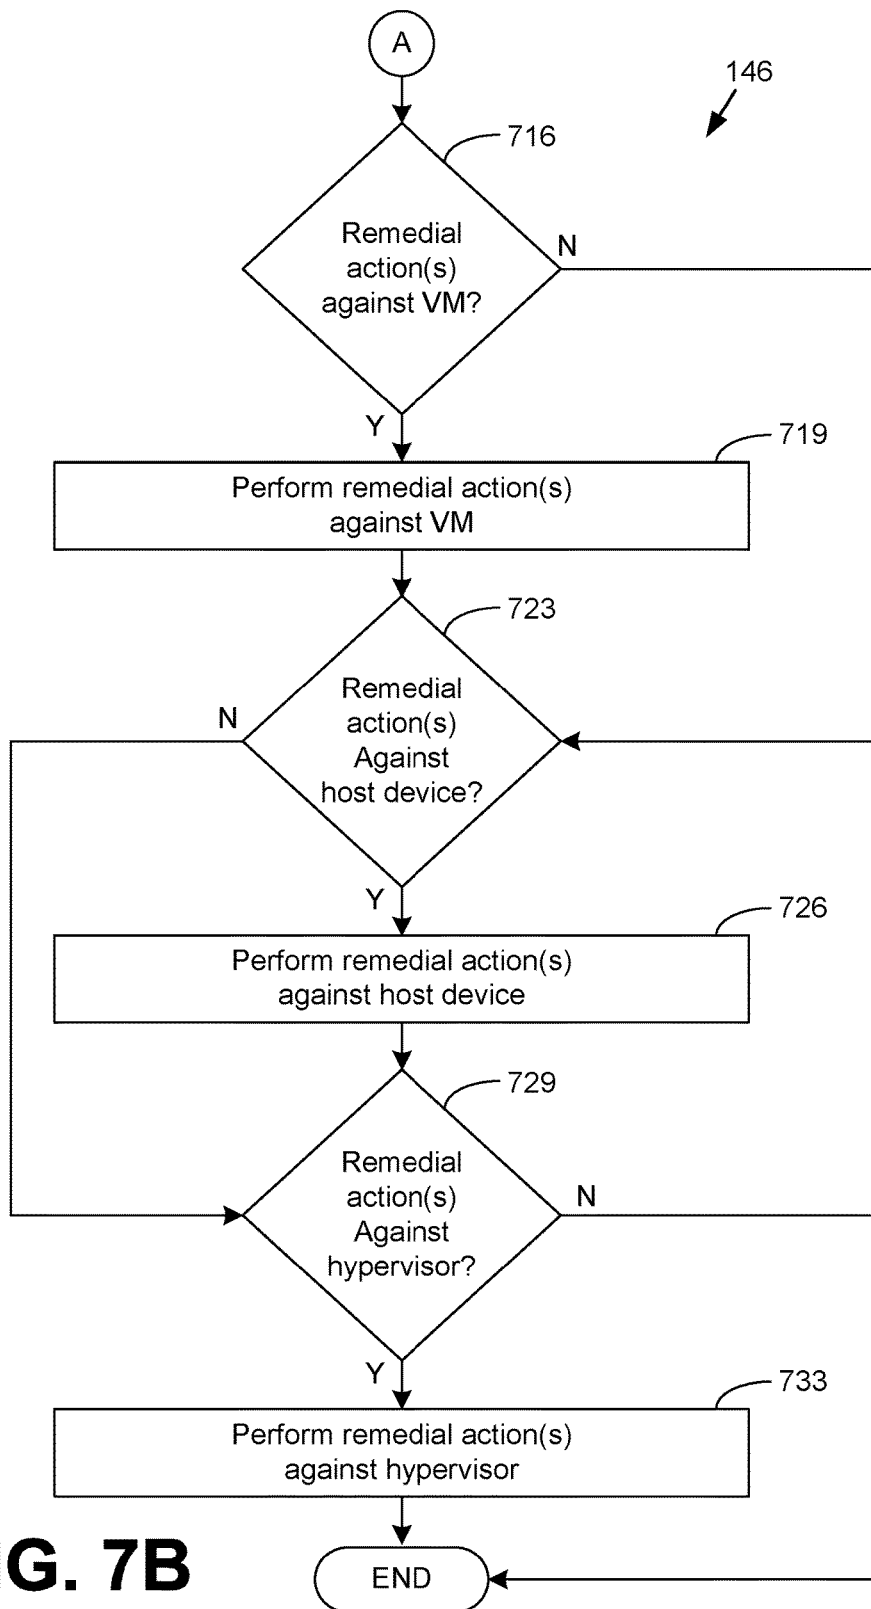 A
146
716
Remedial
action(s)
against VM?
N
Y
719
Perform remedial action(s)
against VM
723
Remedial
action(s)
Against
host device?
N
Y
726
Perform remedial action(s)
against host device
729
Remedial
action(s)
Against
hypervisor?
N
Y
733
Perform remedial action(s)
against hypervisor
G. 7B
END